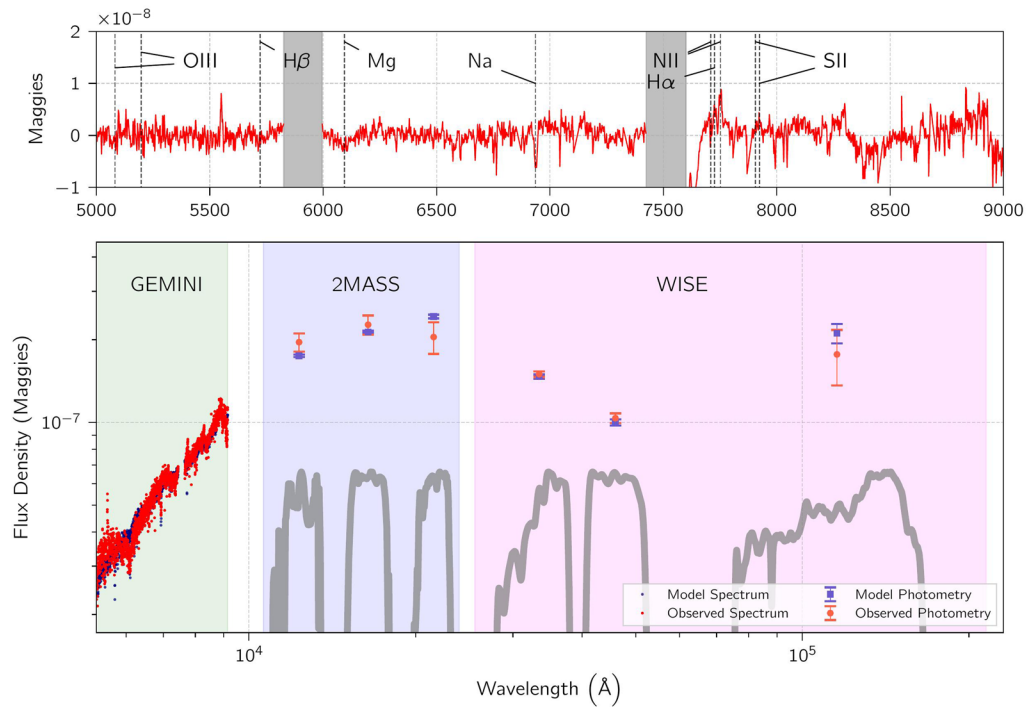 ×10⁻⁸
2
1
0
−1
Maggies
OIII
Hβ
Mg
Na
NII
Hα
SII
5000 5500 6000 6500 7000 7500 8000 8500 9000
GEMINI 2MASS WISE
10⁻⁷
Flux Density (Maggies)
Model Spectrum
Observed Spectrum
Model Photometry
Observed Photometry
10⁴ 10⁵
Wavelength (Å)